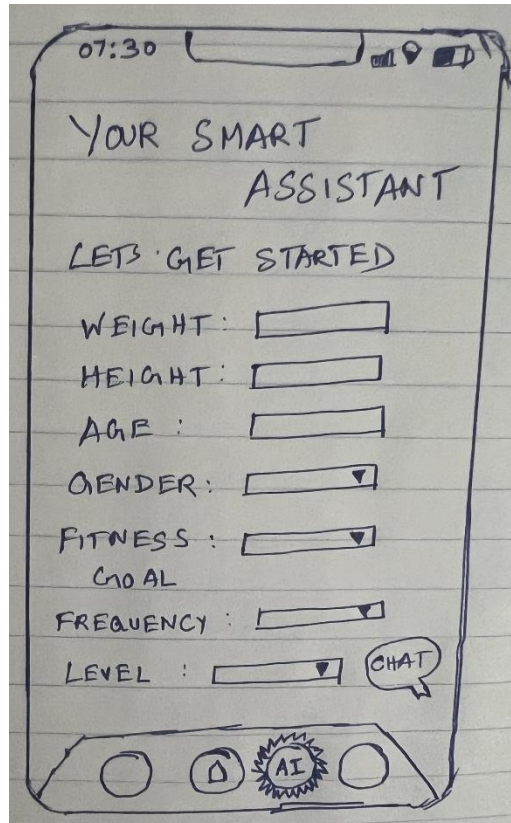 07:30
YOUR SMART
ASSISTANT
LETS GET STARTED
WEIGHT:
HEIGHT:
AGE :
GENDER:
FITNESS :
GOAL
FREQUENCY :
LEVEL :
CHAT
AI